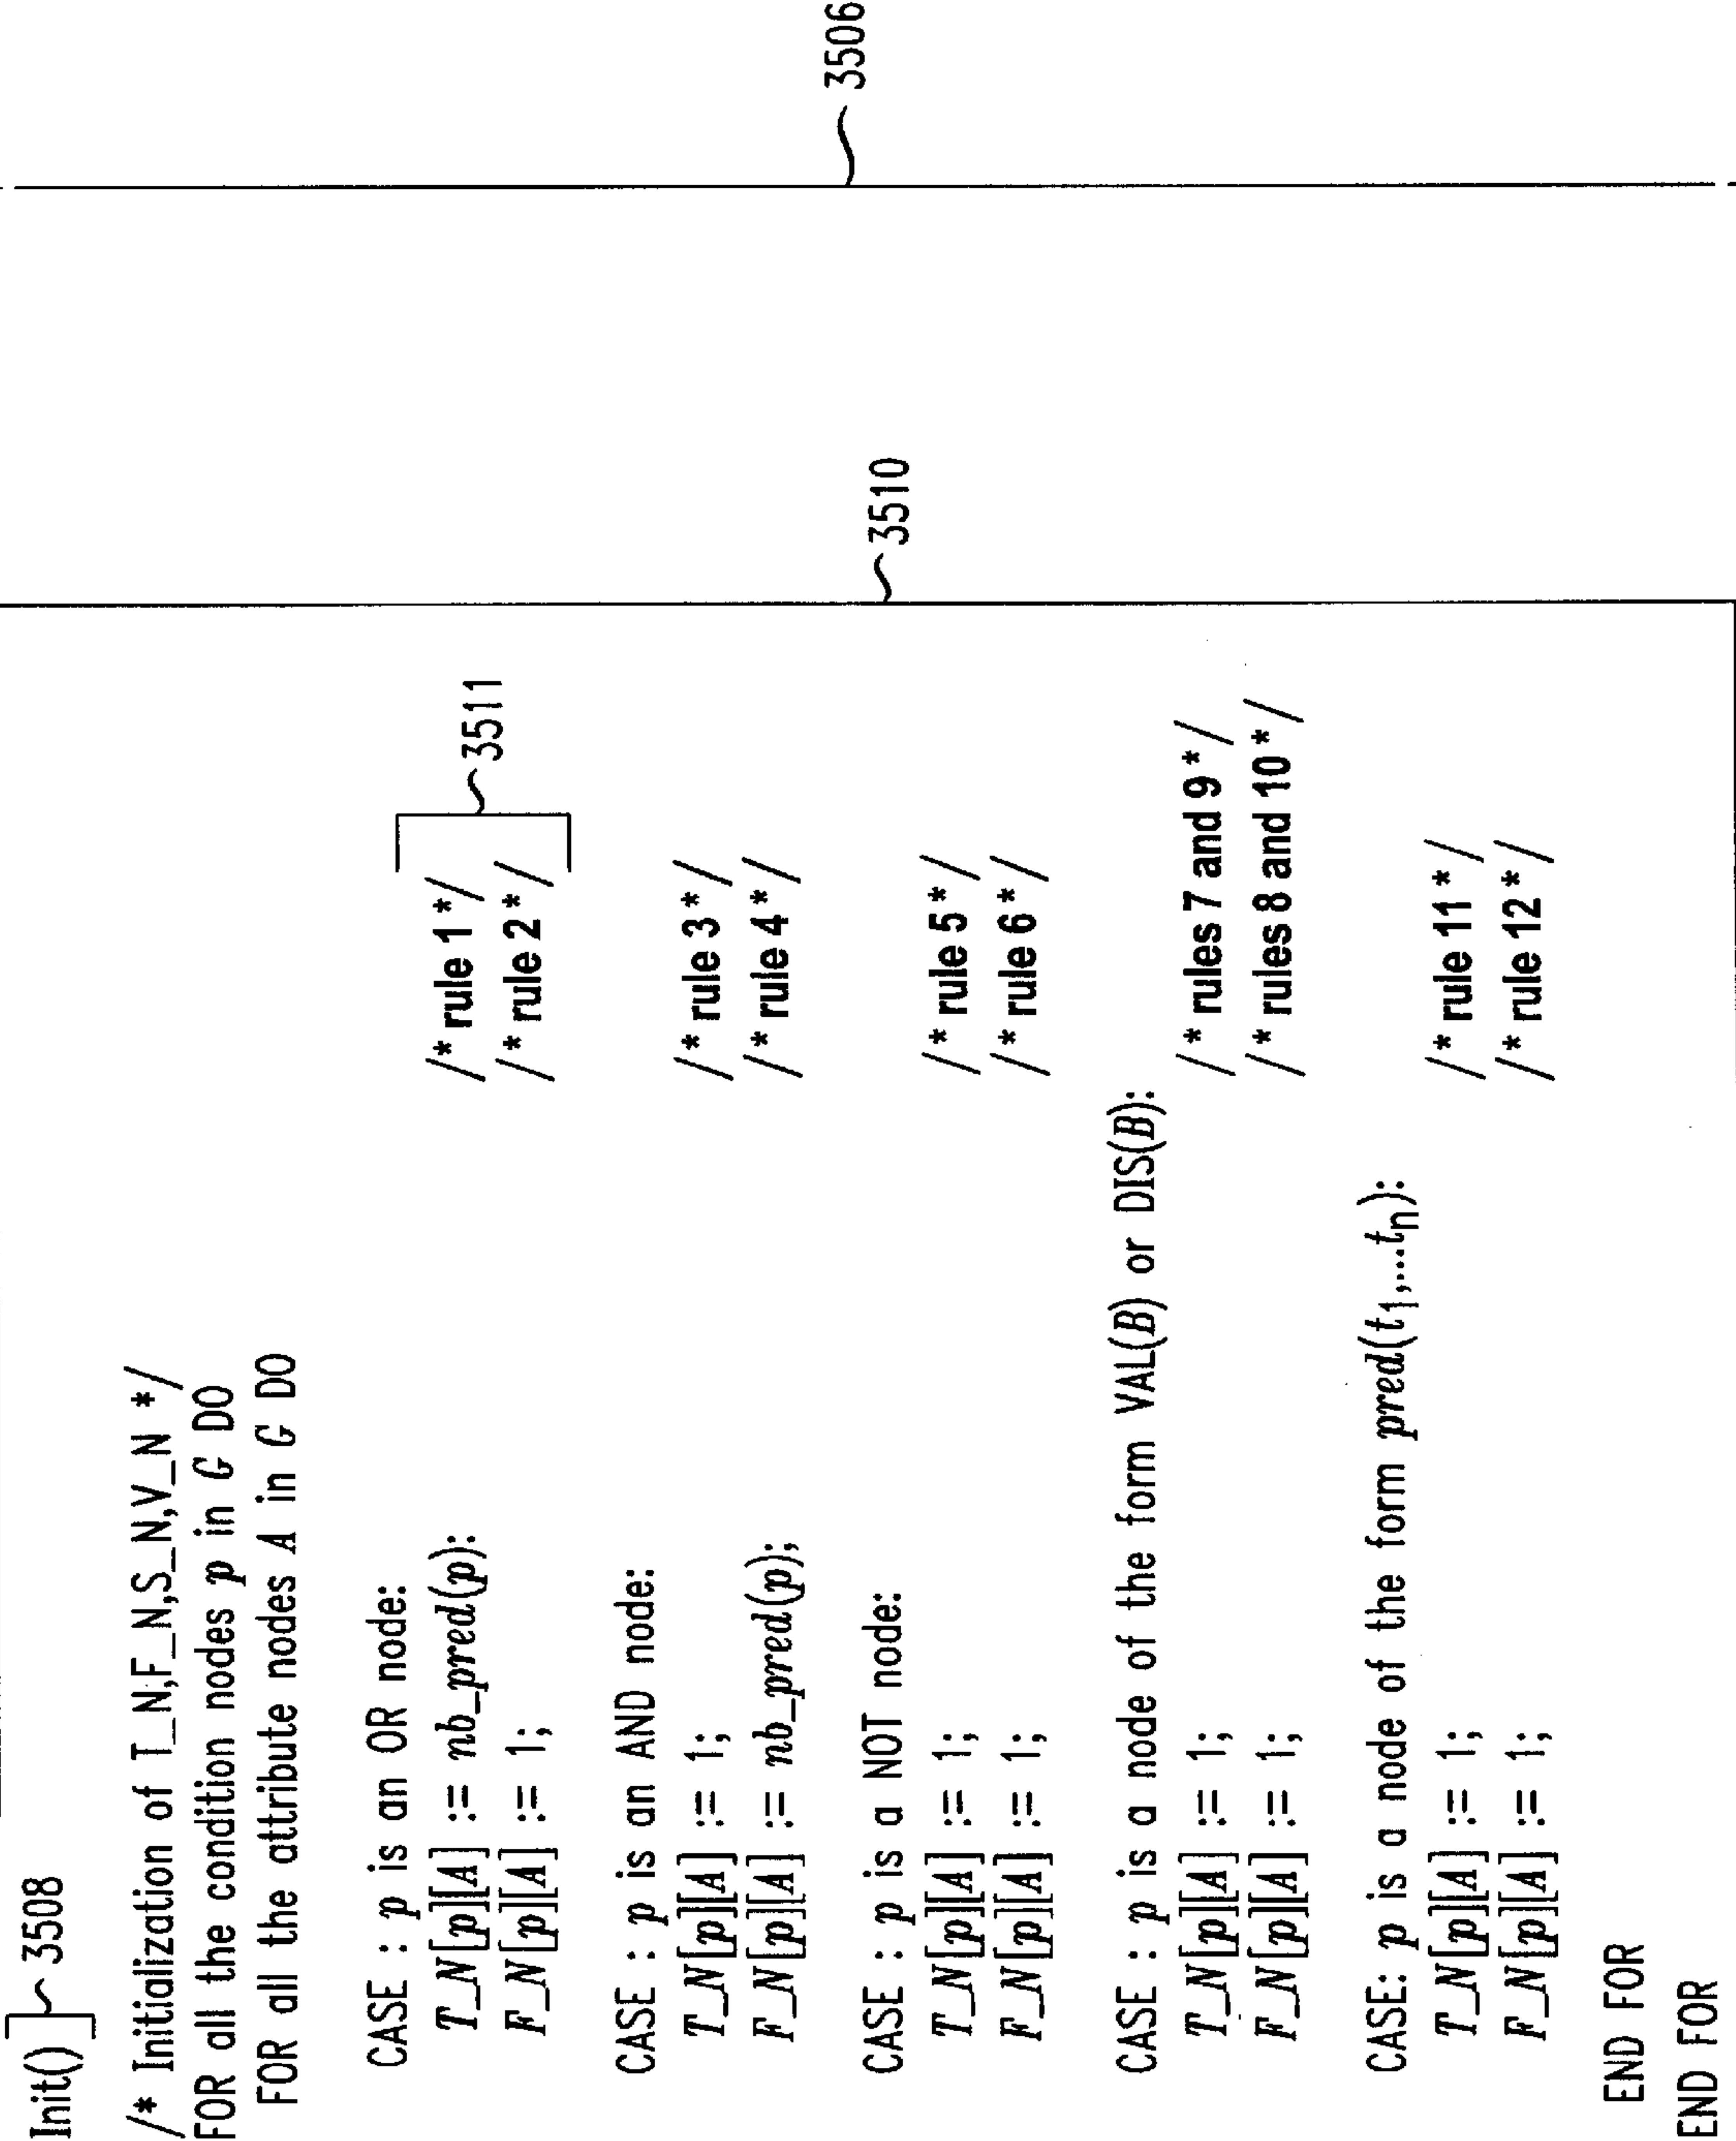 Init() 3508
/* Initialization of T_N,F_N,S_N,V_N */
FOR all the condition nodes p in G DO
FOR all the attribute nodes A in G DO
CASE : p is an OR node:
T_N[p][A] := nb_pred(p): /* rule 1 */
F_N[p][A] := 1; /* rule 2 */
3511
CASE : p is an AND node:
T_N[p][A] := 1; /* rule 3 */
F_N[p][A] := nb_pred(p); /* rule 4 */
CASE : p is a NOT node:
T_N[p][A] := 1; /* rule 5 */
F_N[p][A] := 1; /* rule 6 */
CASE : p is a node of the form VAL(B) or DIS(B):
T_N[p][A] := 1; /* rules 7 and 9 */
F_N[p][A] := 1; /* rules 8 and 10 */
CASE: p is a node of the form pred(t1,...tn):
T_N[p][A] := 1; /* rule 11 */
F_N[p][A] := 1; /* rule 12 */
END FOR
END FOR
3510
3506